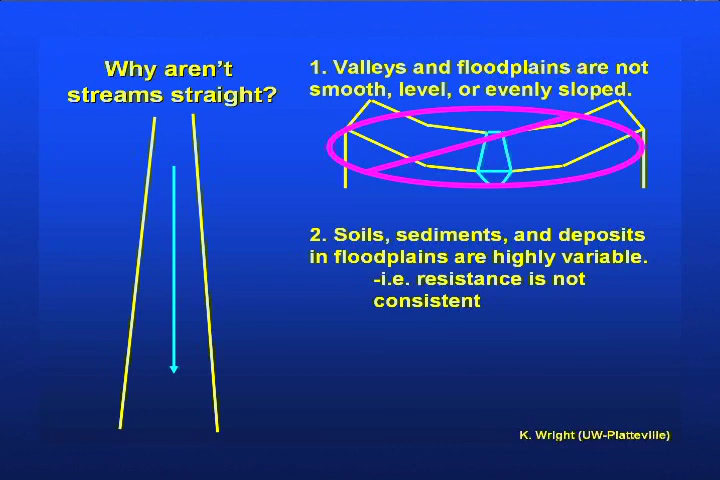 Why aren't
streams straight?
1. Valleys and floodplains are not
smooth, level, or evenly sloped.
2. Soils, sediments, and deposits
in floodplains are highly variable.
-i.e. resistance is not
consistent
K. Wright (UW-Platteville)